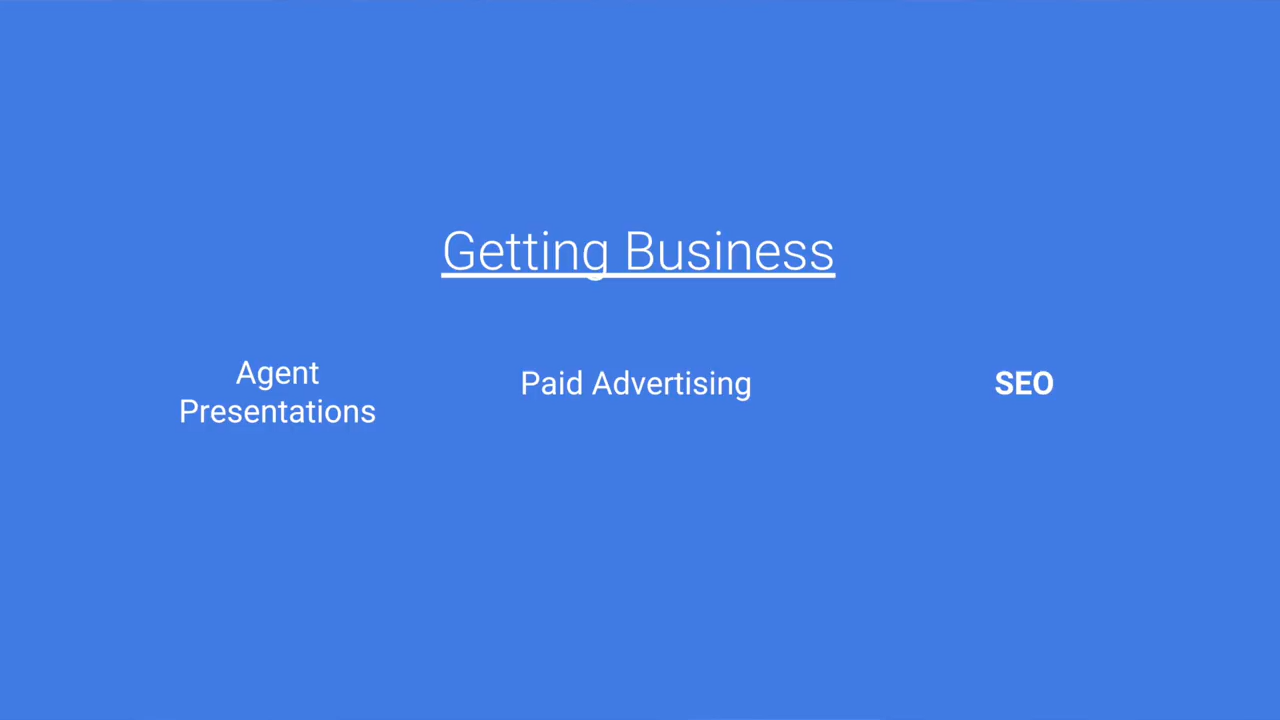 Getting Business
Agent
Presentations
Paid Advertising
SEO